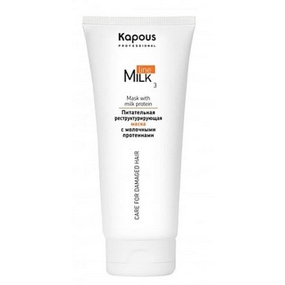 Kapous
PROFESSIONAL
line
MILK
3
Mask with
milk protein
Питательная
реструктурирующая
маска
с молочными
протеинами
CARE FOR DAMAGED HAIR